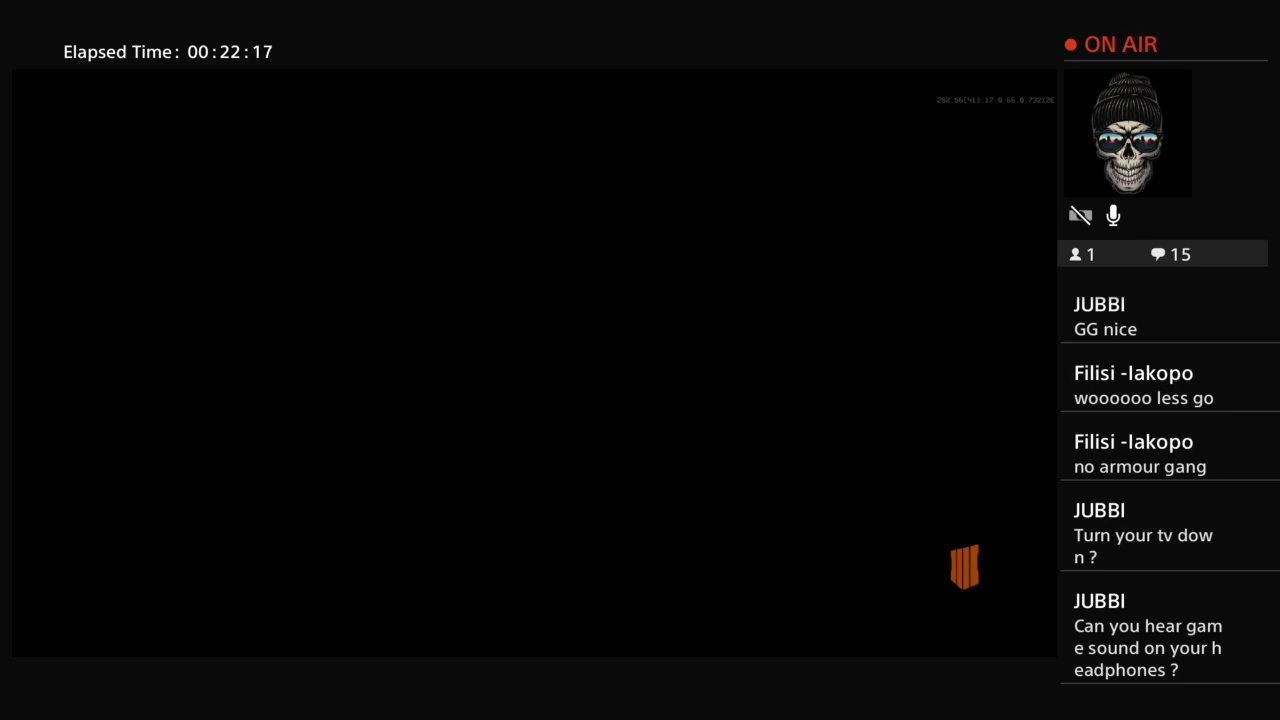 Elapsed Time: 00:22:17
ON AIR
1
15
JUBBI
GG nice
Filisi -Iakopo
woooooo less go
Filisi -Iakopo
no armour gang
JUBBI
Turn your tv dow
n ?
JUBBI
Can you hear gam
e sound on your h
eadphones ?